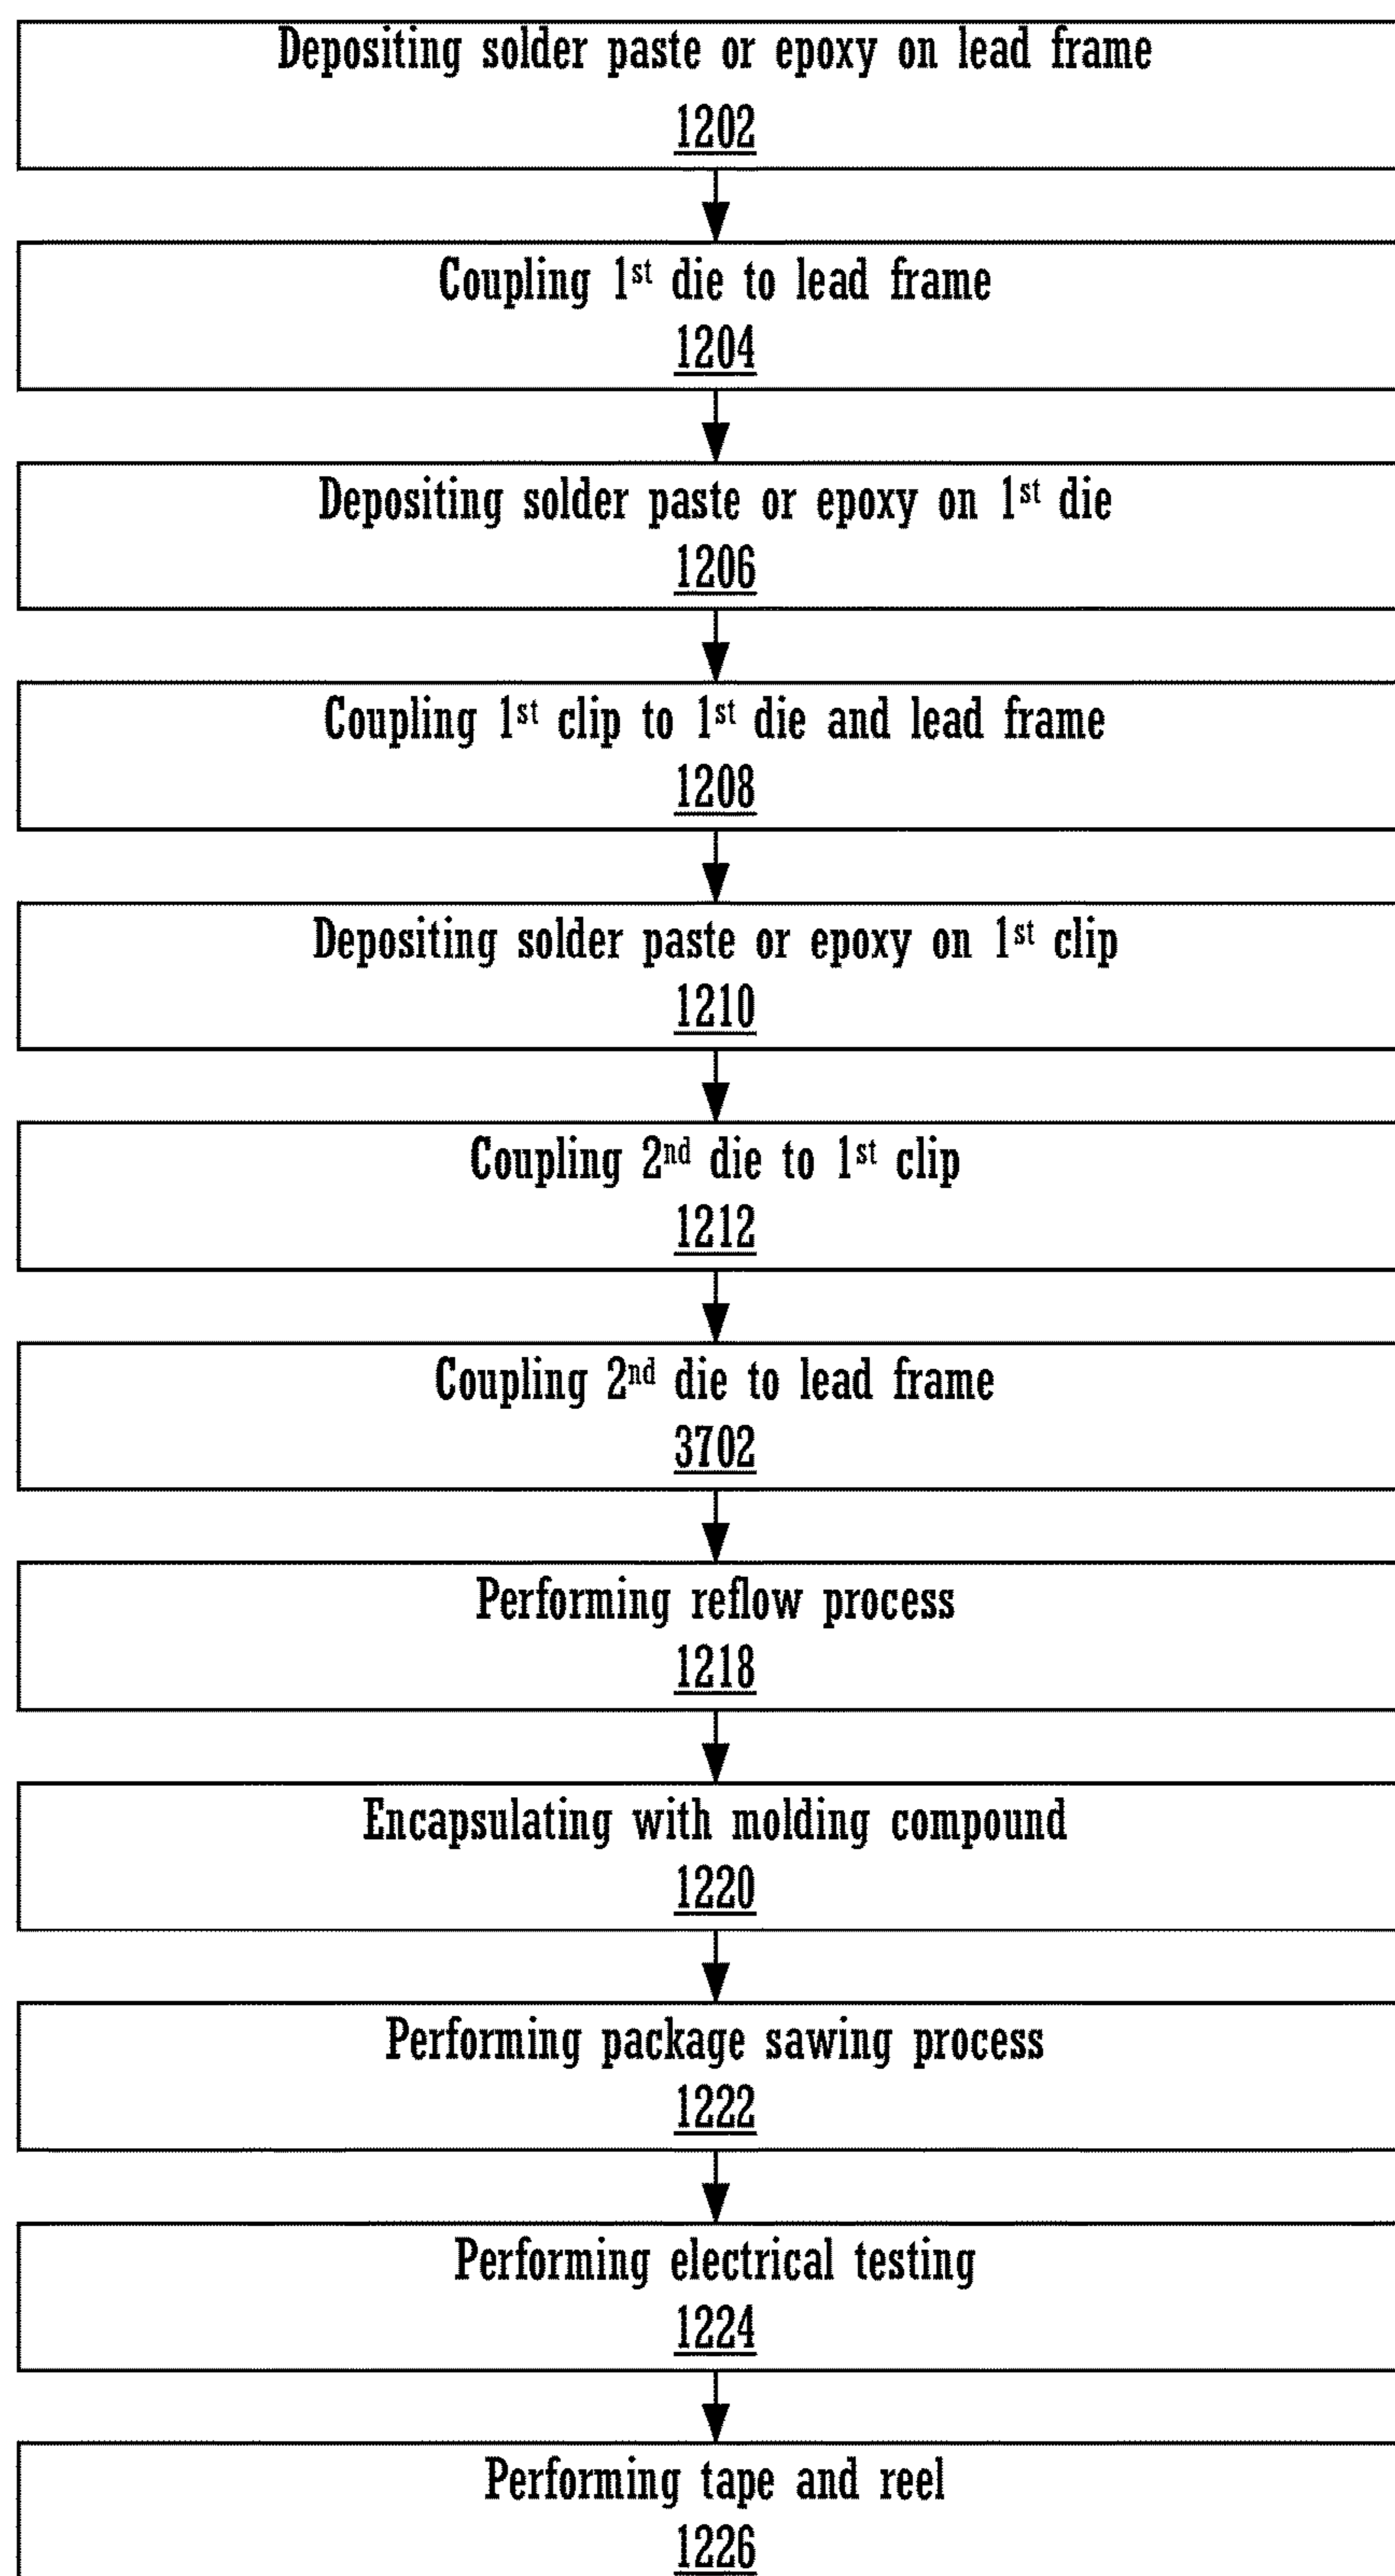 Depositing solder paste or epoxy on lead frame
1202
Coupling 1st die to lead frame
1204
Depositing solder paste or epoxy on 1st die
1206
Coupling 1st clip to 1st die and lead frame
1208
Depositing solder paste or epoxy on 1st clip
1210
Coupling 2nd die to 1st clip
1212
Coupling 2nd die to lead frame
3702
Performing reflow process
1218
Encapsulating with molding compound
1220
Performing package sawing process
1222
Performing electrical testing
1224
Performing tape and reel
1226